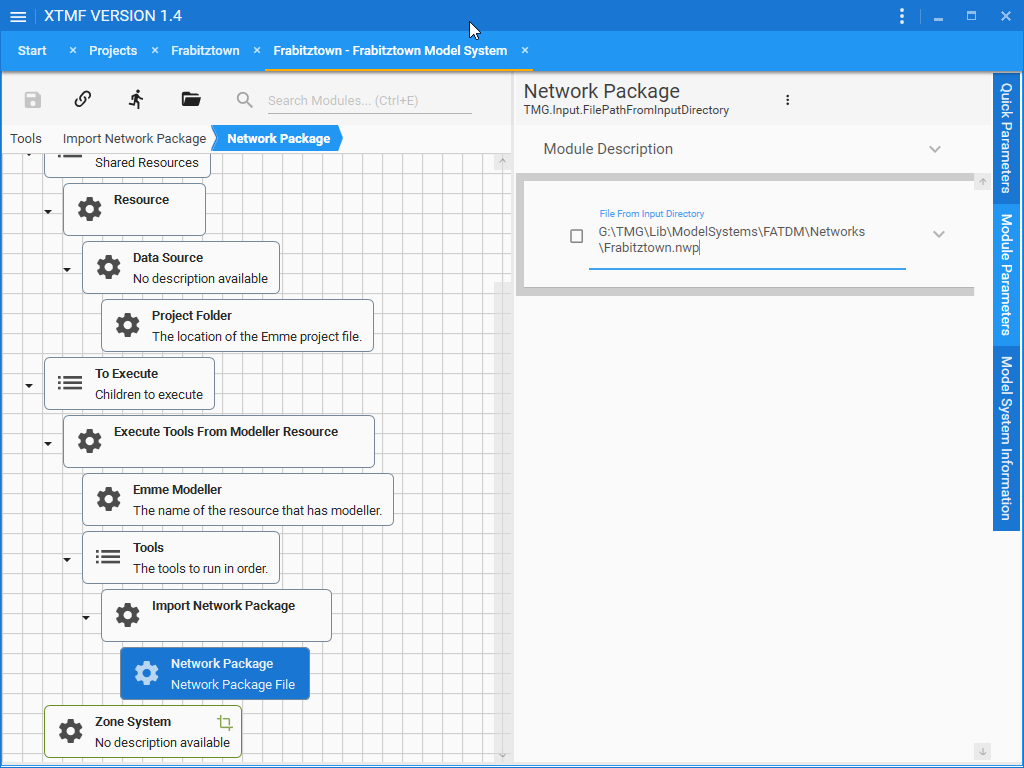 XTMF VERSION 1.4
Start × Projects × Frabitztown × Frabitztown - Frabitztown Model System ×
Search Modules... (Ctrl+E)
Tools Import Network Package Network Package
Shared Resources
Resource
Data Source
No description available
Project Folder
The location of the Emme project file.
To Execute
Children to execute
Execute Tools From Modeller Resource
Emme Modeller
The name of the resource that has modeller.
Tools
The tools to run in order.
Import Network Package
Network Package
Network Package File
Zone System
No description available
Network Package
TMG.Input.FilePathFromInputDirectory
Module Description
File From Input Directory
G:\TMG\Lib\ModelSystems\FATDM\Networks
\Frabitztown.nwp
Quick Parameters
Module Parameters
Model System Information